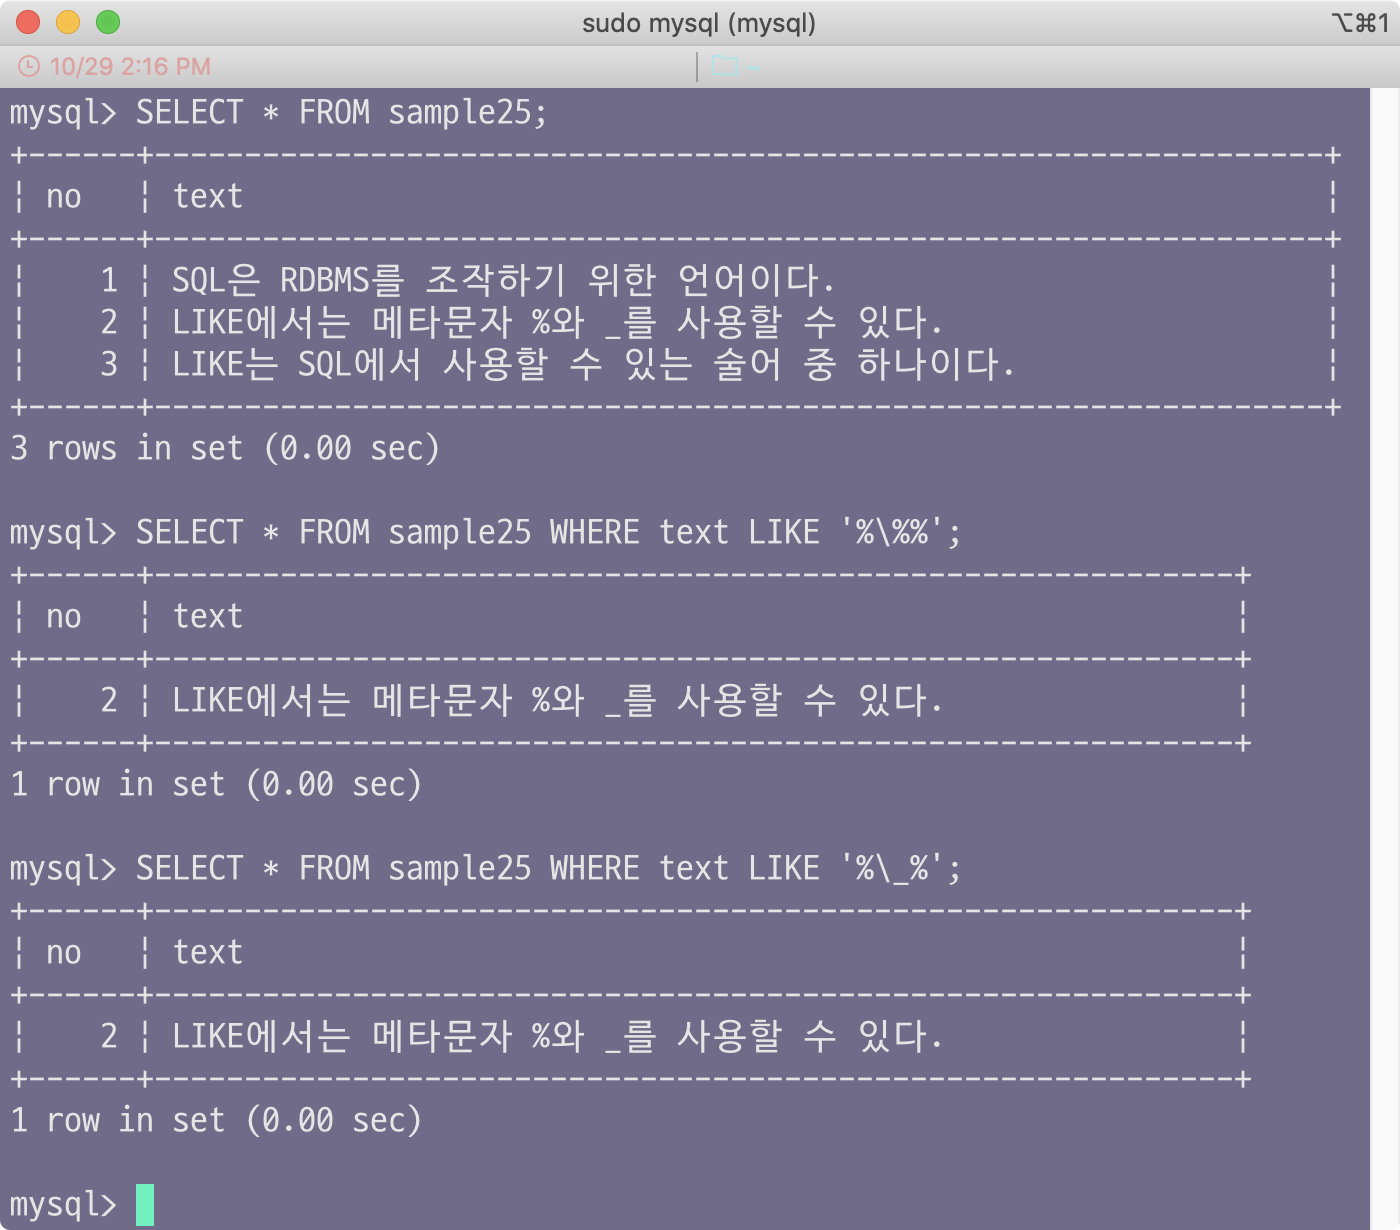 sudo mysql (mysql)
⌥⌘1
10/29 2:16 PM
~
mysql> SELECT * FROM sample25;
+------+-----------------------------------------------------------------+
| no   | text                                                            |
+------+-----------------------------------------------------------------+
|    1 | SQL은 RDBMS를 조작하기 위한 언어이다.                           |
|    2 | LIKE에서는 메타문자 %와 _를 사용할 수 있다.                     |
|    3 | LIKE는 SQL에서 사용할 수 있는 술어 중 하나이다.                 |
+------+-----------------------------------------------------------------+
3 rows in set (0.00 sec)
mysql> SELECT * FROM sample25 WHERE text LIKE '%\%%';
+------+------------------------------------------------------------+
| no   | text                                                       |
+------+------------------------------------------------------------+
|    2 | LIKE에서는 메타문자 %와 _를 사용할 수 있다.                |
+------+------------------------------------------------------------+
1 row in set (0.00 sec)
mysql> SELECT * FROM sample25 WHERE text LIKE '%\_%';
+------+------------------------------------------------------------+
| no   | text                                                       |
+------+------------------------------------------------------------+
|    2 | LIKE에서는 메타문자 %와 _를 사용할 수 있다.                |
+------+------------------------------------------------------------+
1 row in set (0.00 sec)
mysql>